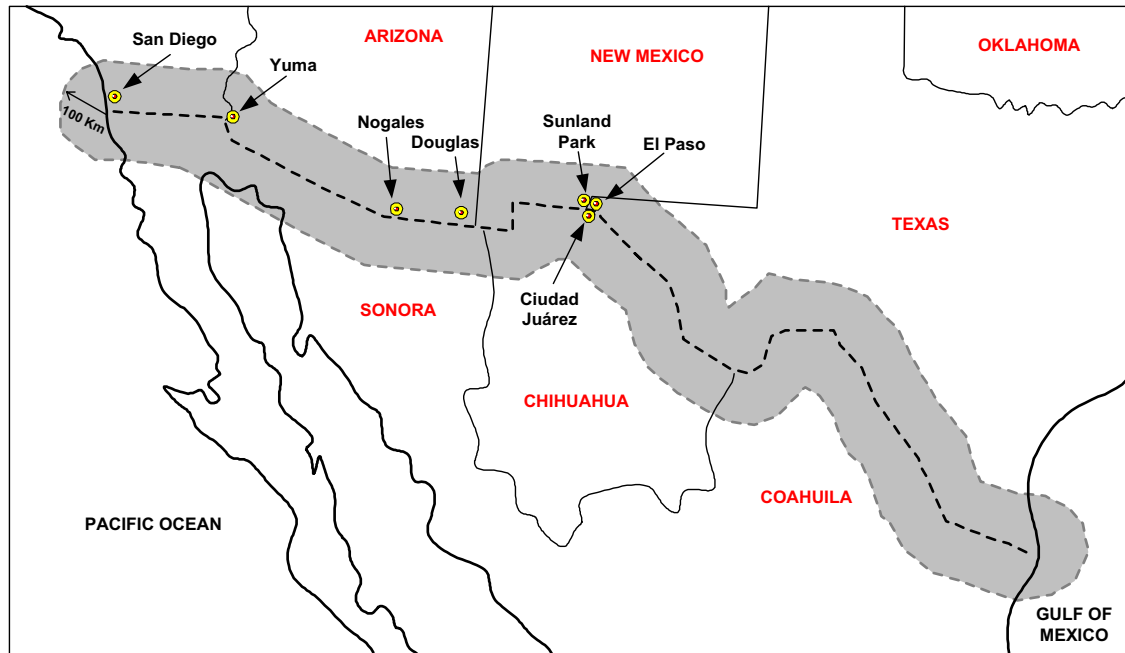 San Diego
ARIZONA
NEW MEXICO
OKLAHOMA
Yuma
100 Km
Nogales
Douglas
Sunland
Park
El Paso
TEXAS
SONORA
Ciudad
Juárez
CHIHUAHUA
COAHUILA
PACIFIC OCEAN
GULF OF
MEXICO